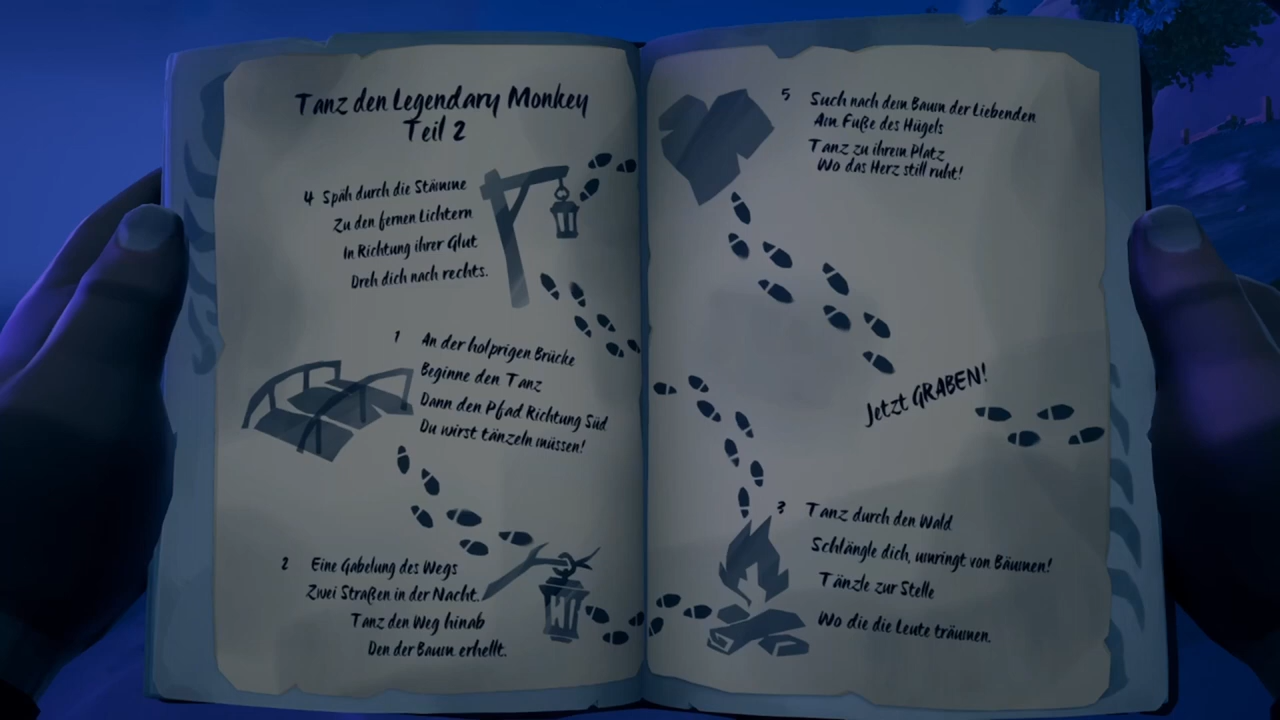 Tanz den Legendary Monkey
Teil 2
4 Späh durch die Stämme
Zu den fernen Lichtern
In Richtung ihrer Glut
Dreh dich nach rechts.
1 An der holprigen Brücke
Beginne den Tanz
Dann den Pfad Richtung Süd
Du wirst tänzeln müssen!
2 Eine Gabelung des Wegs
Zwei Straßen in der Nacht.
Tanz den Weg hinab
Den der Baum erhellt.
5 Such nach dem Baum der Liebenden
Am Fuße des Hügels
Tanz zu ihrem Platz
Wo das Herz still ruht!
Jetzt GRABEN!
3 Tanz durch den Wald
Schlängle dich, umringt von Bäumen!
Tänzle zur Stelle
Wo die die Leute träumen.